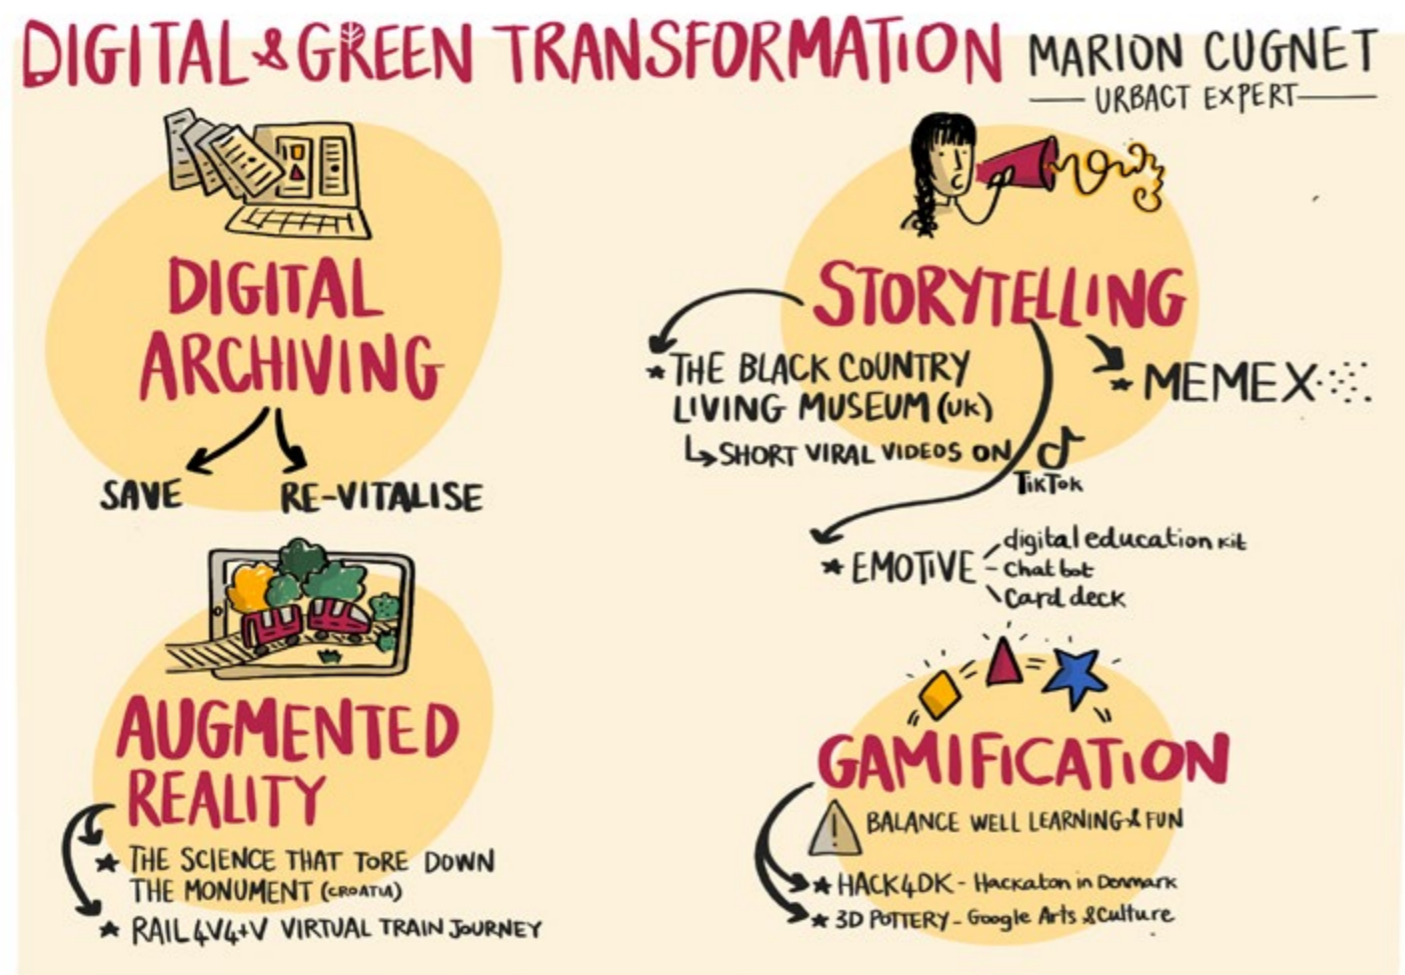 DIGITAL & GREEN TRANSFORMATION
MARION CUGNET
URBACT EXPERT
DIGITAL
ARCHIVING
SAVE
RE-VITALISE
STORYTELLING
THE BLACK COUNTRY
LIVING MUSEUM (UK)
SHORT VIRAL VIDEOS ON
TikTok
MEMEX
EMOTIVE
digital education kit
Chat bot
Card deck
AUGMENTED
REALITY
THE SCIENCE THAT TORE DOWN
THE MONUMENT (CROATIA)
RAIL4V4+V VIRTUAL TRAIN JOURNEY
GAMIFICATION
! BALANCE WELL LEARNING & FUN
HACK4DK - Hackaton in Denmark
3D POTTERY - Google Arts & Culture